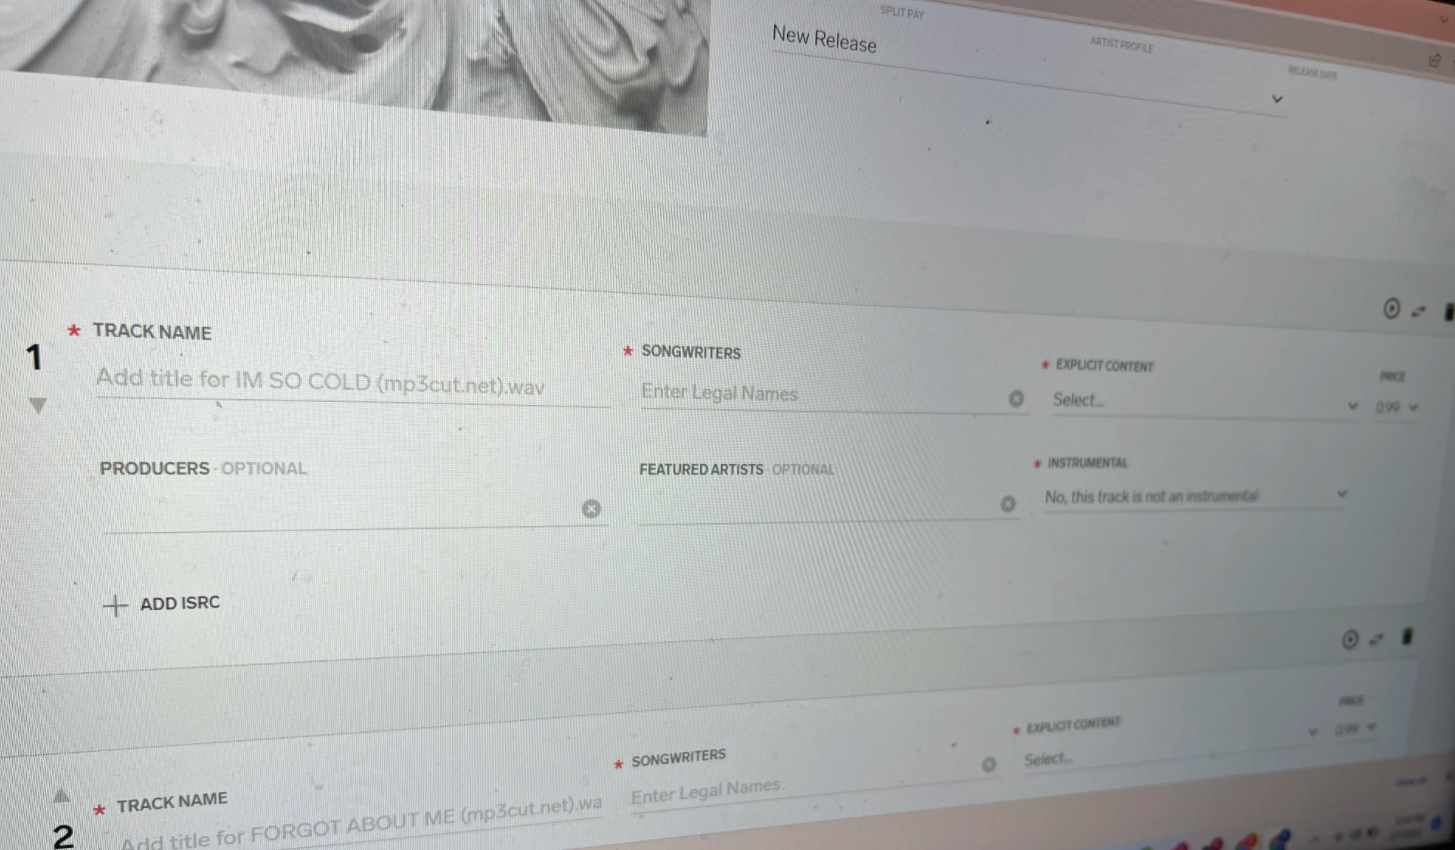 SPLIT PAY
ARTIST PROFILE
RELEASE DATE
New Release
1
* TRACK NAME
Add title for IM SO COLD (mp3cut.net).wav
* SONGWRITERS
Enter Legal Names
* EXPLICIT CONTENT
Select...
PRICE
0.99
PRODUCERS · OPTIONAL
FEATURED ARTISTS · OPTIONAL
* INSTRUMENTAL
No, this track is not an instrumental
ADD ISRC
2
* TRACK NAME
Add title for FORGOT ABOUT ME (mp3cut.net).wa
* SONGWRITERS
Enter Legal Names
* EXPLICIT CONTENT
Select...
PRICE
0.99